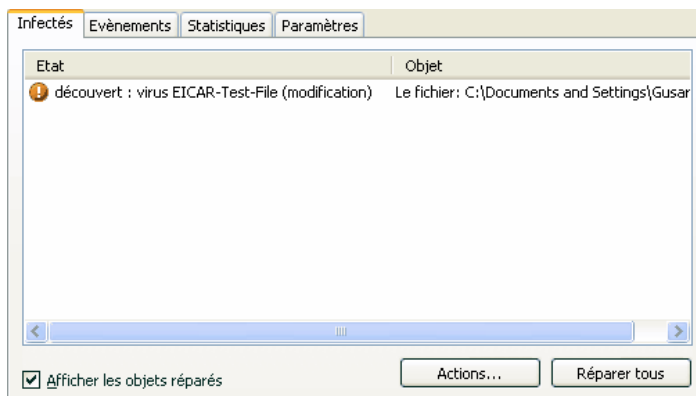 Infectés Evènements Statistiques Paramètres
Etat Objet
découvert : virus EICAR-Test-File (modification) Le fichier: C:\Documents and Settings\Gusar
Afficher les objets réparés Actions... Réparer tous